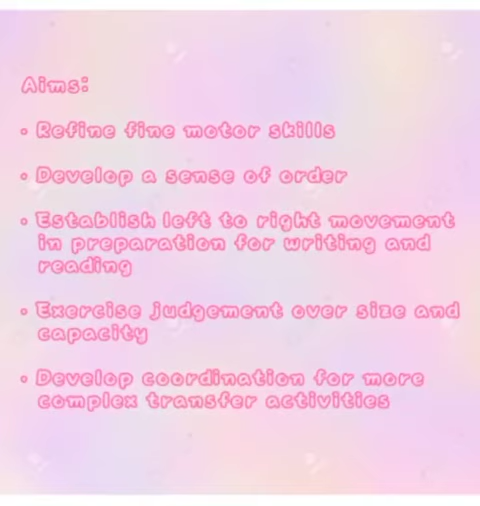 Aims:
• Refine fine motor skills
• Develop a sense of order
• Establish left to right movement
in preparation for writing and
reading
• Exercise judgement over size and
capacity
• Develop coordination for more
complex transfer activities